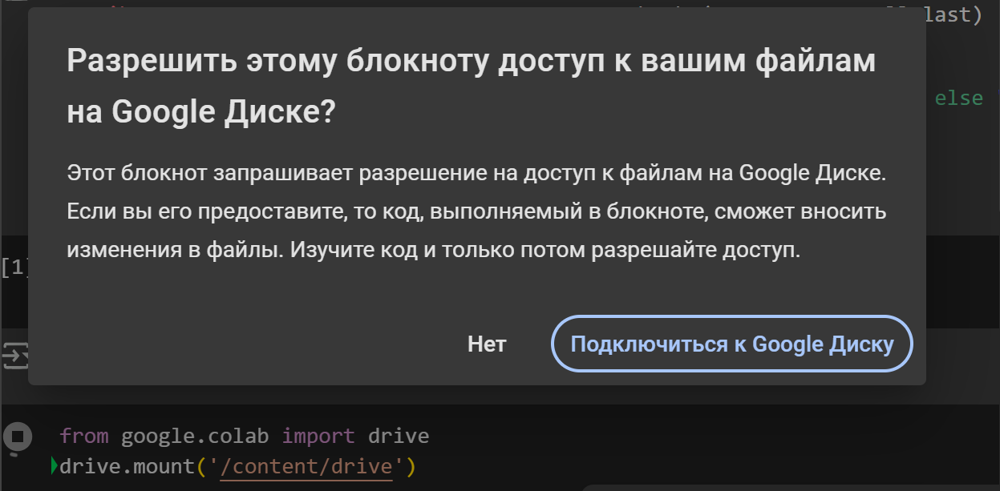 last)
Разрешить этому блокноту доступ к вашим файлам
на Google Диске?
else
Этот блокнот запрашивает разрешение на доступ к файлам на Google Диске.
Если вы его предоставите, то код, выполняемый в блокноте, сможет вносить
изменения в файлы. Изучите код и только потом разрешайте доступ.
[1]
Нет
Подключиться к Google Диску
from google.colab import drive
drive.mount('/content/drive')